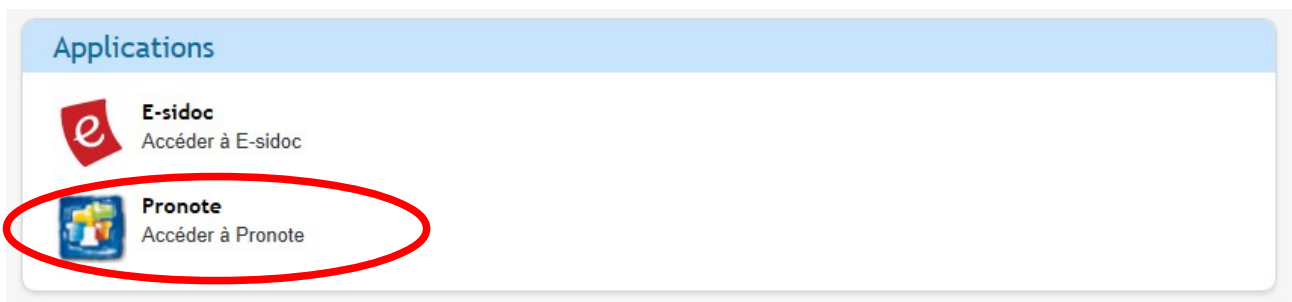 Applications
E-sidoc
Accéder à E-sidoc
Pronote
Accéder à Pronote